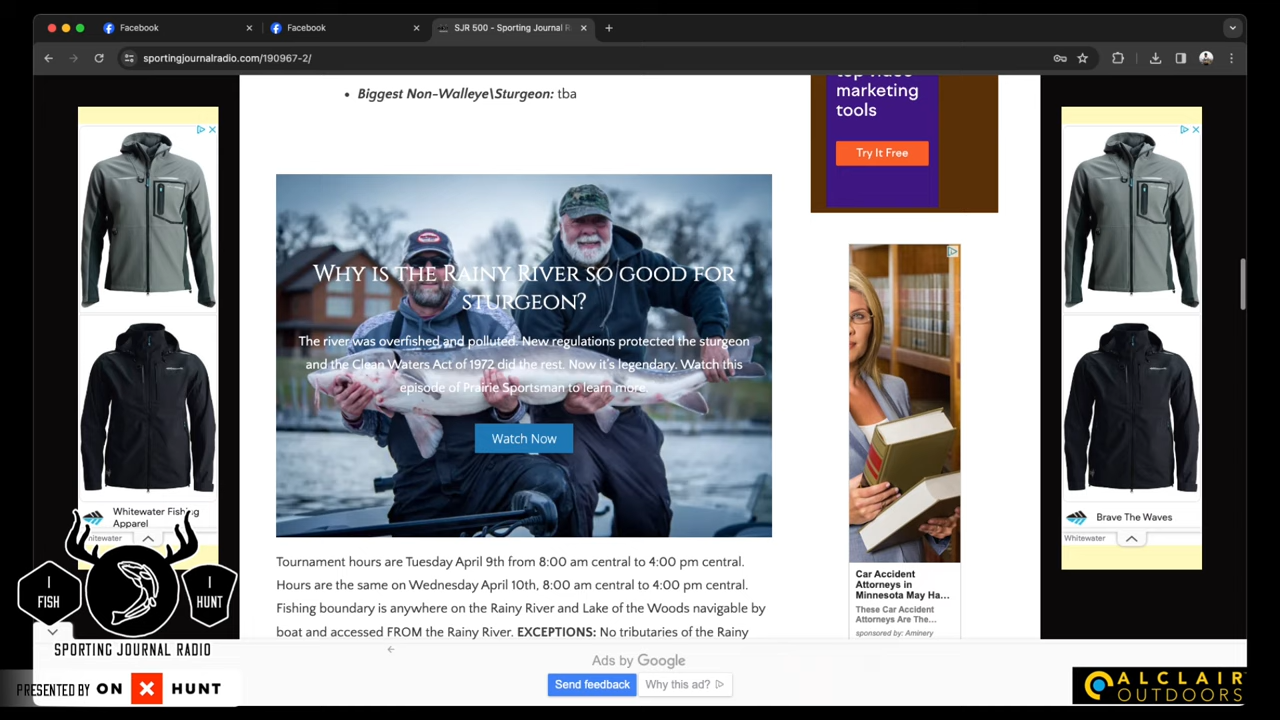 Facebook
Facebook
SJR 500 - Sporting Journal R
sportingjournalradio.com/190967-2/
• Biggest Non-Walleye\Sturgeon: tba
marketing
tools
Try It Free
WHY IS THE RAINY RIVER SO GOOD FOR
STURGEON?
The river was overfished and polluted. New regulations protected the sturgeon
and the Clean Waters Act of 1972 did the rest. Now it's legendary. Watch this
episode of Prairie Sportsman to learn more.
Watch Now
Tournament hours are Tuesday April 9th from 8:00 am central to 4:00 pm central.
Hours are the same on Wednesday April 10th, 8:00 am central to 4:00 pm central.
Fishing boundary is anywhere on the Rainy River and Lake of the Woods navigable by
boat and accessed FROM the Rainy River. EXCEPTIONS: No tributaries of the Rainy
Whitewater Fishing
Apparel
Car Accident
Attorneys in
Minnesota May Ha...
These Car Accident
Attorneys Are The...
sponsored by: Aminery
Brave The Waves
Whitewater
Ads by Google
Send feedback
Why this ad?
I
FISH
I
HUNT
SPORTING JOURNAL RADIO
PRESENTED BY ON X HUNT
ALCLAIR
OUTDOORS